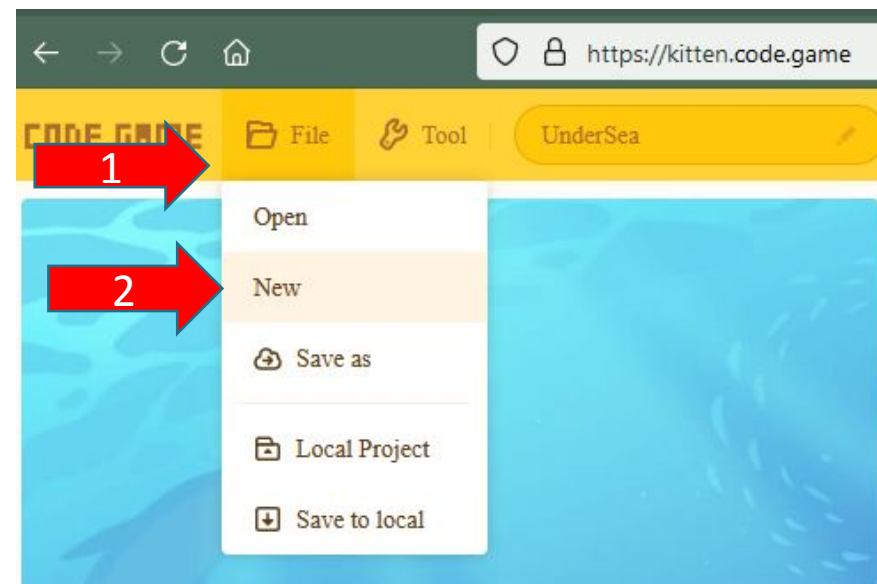 https://kitten.code.game
CODE GAME File Tool UnderSea
1
Open
2 New
Save as
Local Project
Save to local